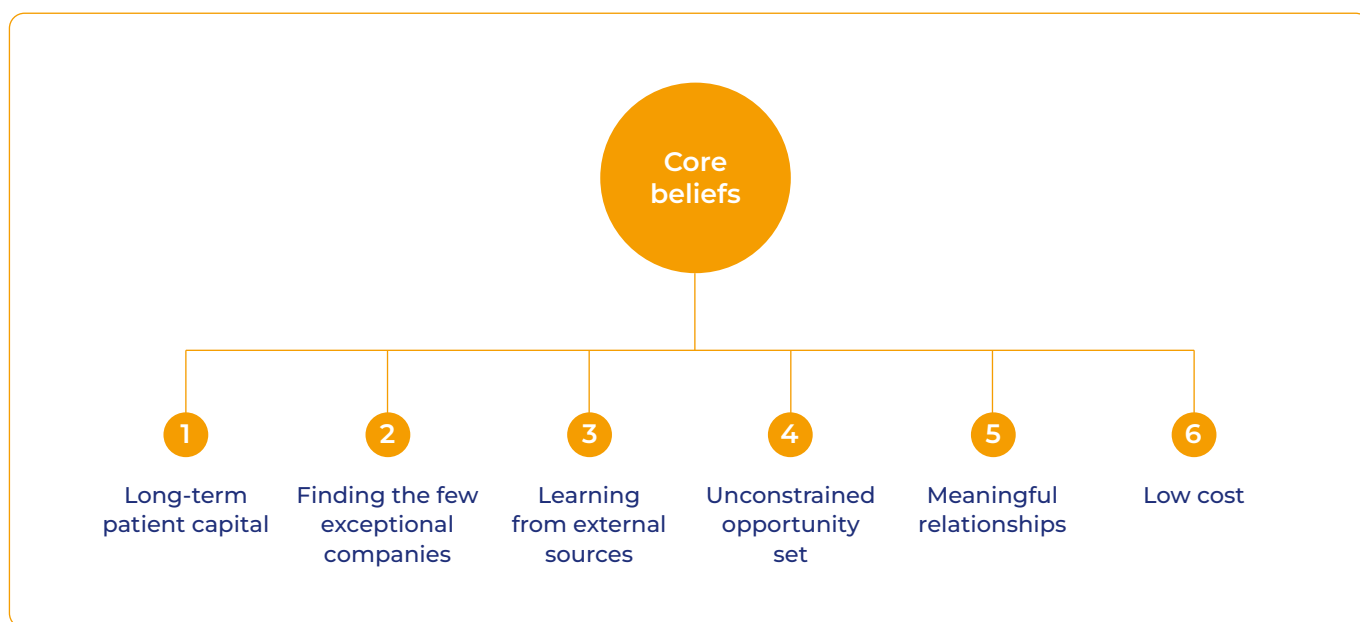 Core
beliefs
1
Long-term
patient capital
2
Finding the few
exceptional
companies
3
Learning
from external
sources
4
Unconstrained
opportunity
set
5
Meaningful
relationships
6
Low cost